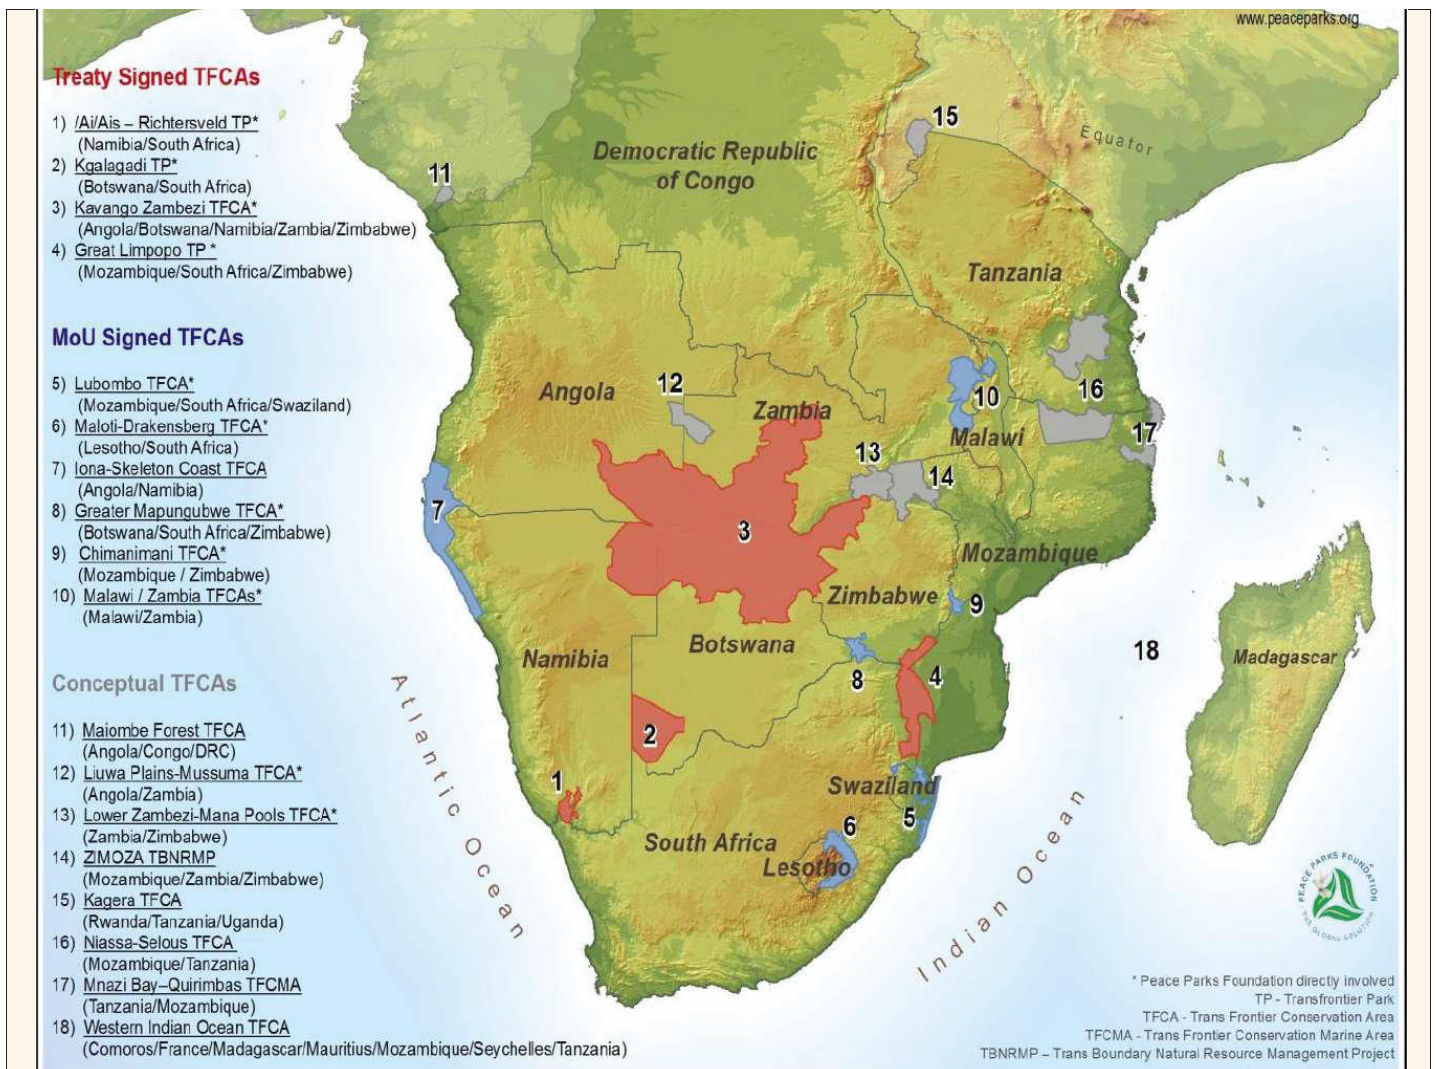 www.peaceparks.org
Treaty Signed TFCAs
1) /Ai/Ais – Richtersveld TP*
(Namibia/South Africa)
2) Kgalagadi TP*
(Botswana/South Africa)
3) Kavango Zambezi TFCA*
(Angola/Botswana/Namibia/Zambia/Zimbabwe)
4) Great Limpopo TP *
(Mozambique/South Africa/Zimbabwe)
MoU Signed TFCAs
5) Lubombo TFCA*
(Mozambique/South Africa/Swaziland)
6) Maloti-Drakensberg TFCA*
(Lesotho/South Africa)
7) Iona-Skeleton Coast TFCA
(Angola/Namibia)
8) Greater Mapungubwe TFCA*
(Botswana/South Africa/Zimbabwe)
9) Chimanimani TFCA*
(Mozambique / Zimbabwe)
10) Malawi / Zambia TFCAs*
(Malawi/Zambia)
Conceptual TFCAs
11) Maiombe Forest TFCA
(Angola/Congo/DRC)
12) Liuwa Plains-Mussuma TFCA*
(Angola/Zambia)
13) Lower Zambezi-Mana Pools TFCA*
(Zambia/Zimbabwe)
14) ZIMOZA TBNRMP
(Mozambique/Zambia/Zimbabwe)
15) Kagera TFCA
(Rwanda/Tanzania/Uganda)
16) Niassa-Selous TFCA
(Mozambique/Tanzania)
17) Mnazi Bay–Quirimbas TFCMA
(Tanzania/Mozambique)
18) Western Indian Ocean TFCA
(Comoros/France/Madagascar/Mauritius/Mozambique/Seychelles/Tanzania)
15
Equator
Democratic Republic
of Congo
11
Tanzania
Angola
12
16
10
Zambia
Malawi
17
13
14
7
3
Mozambique
Zimbabwe
9
Botswana
18
Madagascar
Namibia
8
4
2
1
Swaziland
5
6
South Africa
Lesotho
Atlantic Ocean
Indian Ocean
PEACE PARKS FOUNDATION
THE GLOBAL SOLUTION
* Peace Parks Foundation directly involved
TP - Transfrontier Park
TFCA - Trans Frontier Conservation Area
TFCMA - Trans Frontier Conservation Marine Area
TBNRMP – Trans Boundary Natural Resource Management Project